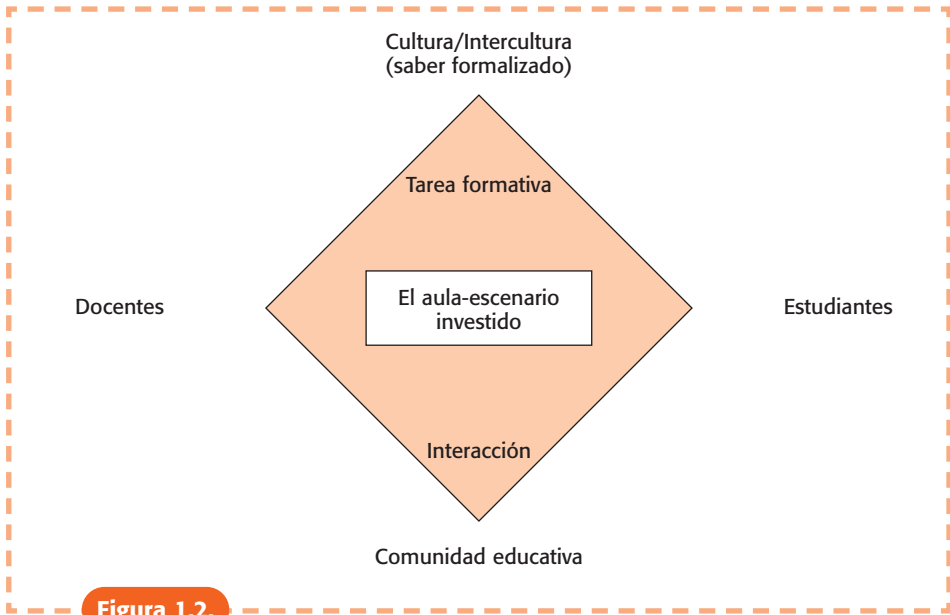 Cultura/Intercultura
(saber formalizado)
Tarea formativa
Docentes
El aula-escenario
investido
Estudiantes
Interacción
Comunidad educativa
Figura 1.2.